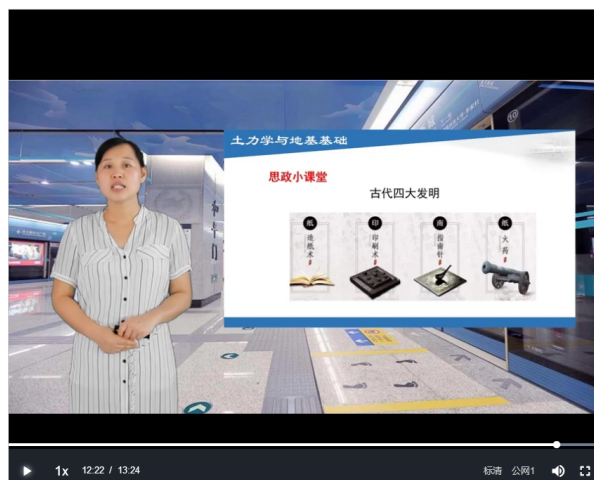 土力学与地基基础
思政小课堂
古代四大发明
纸
造纸术
印
印刷术
南
指南针
纸
火药
1x
12:22 / 13:24
标清
公网1